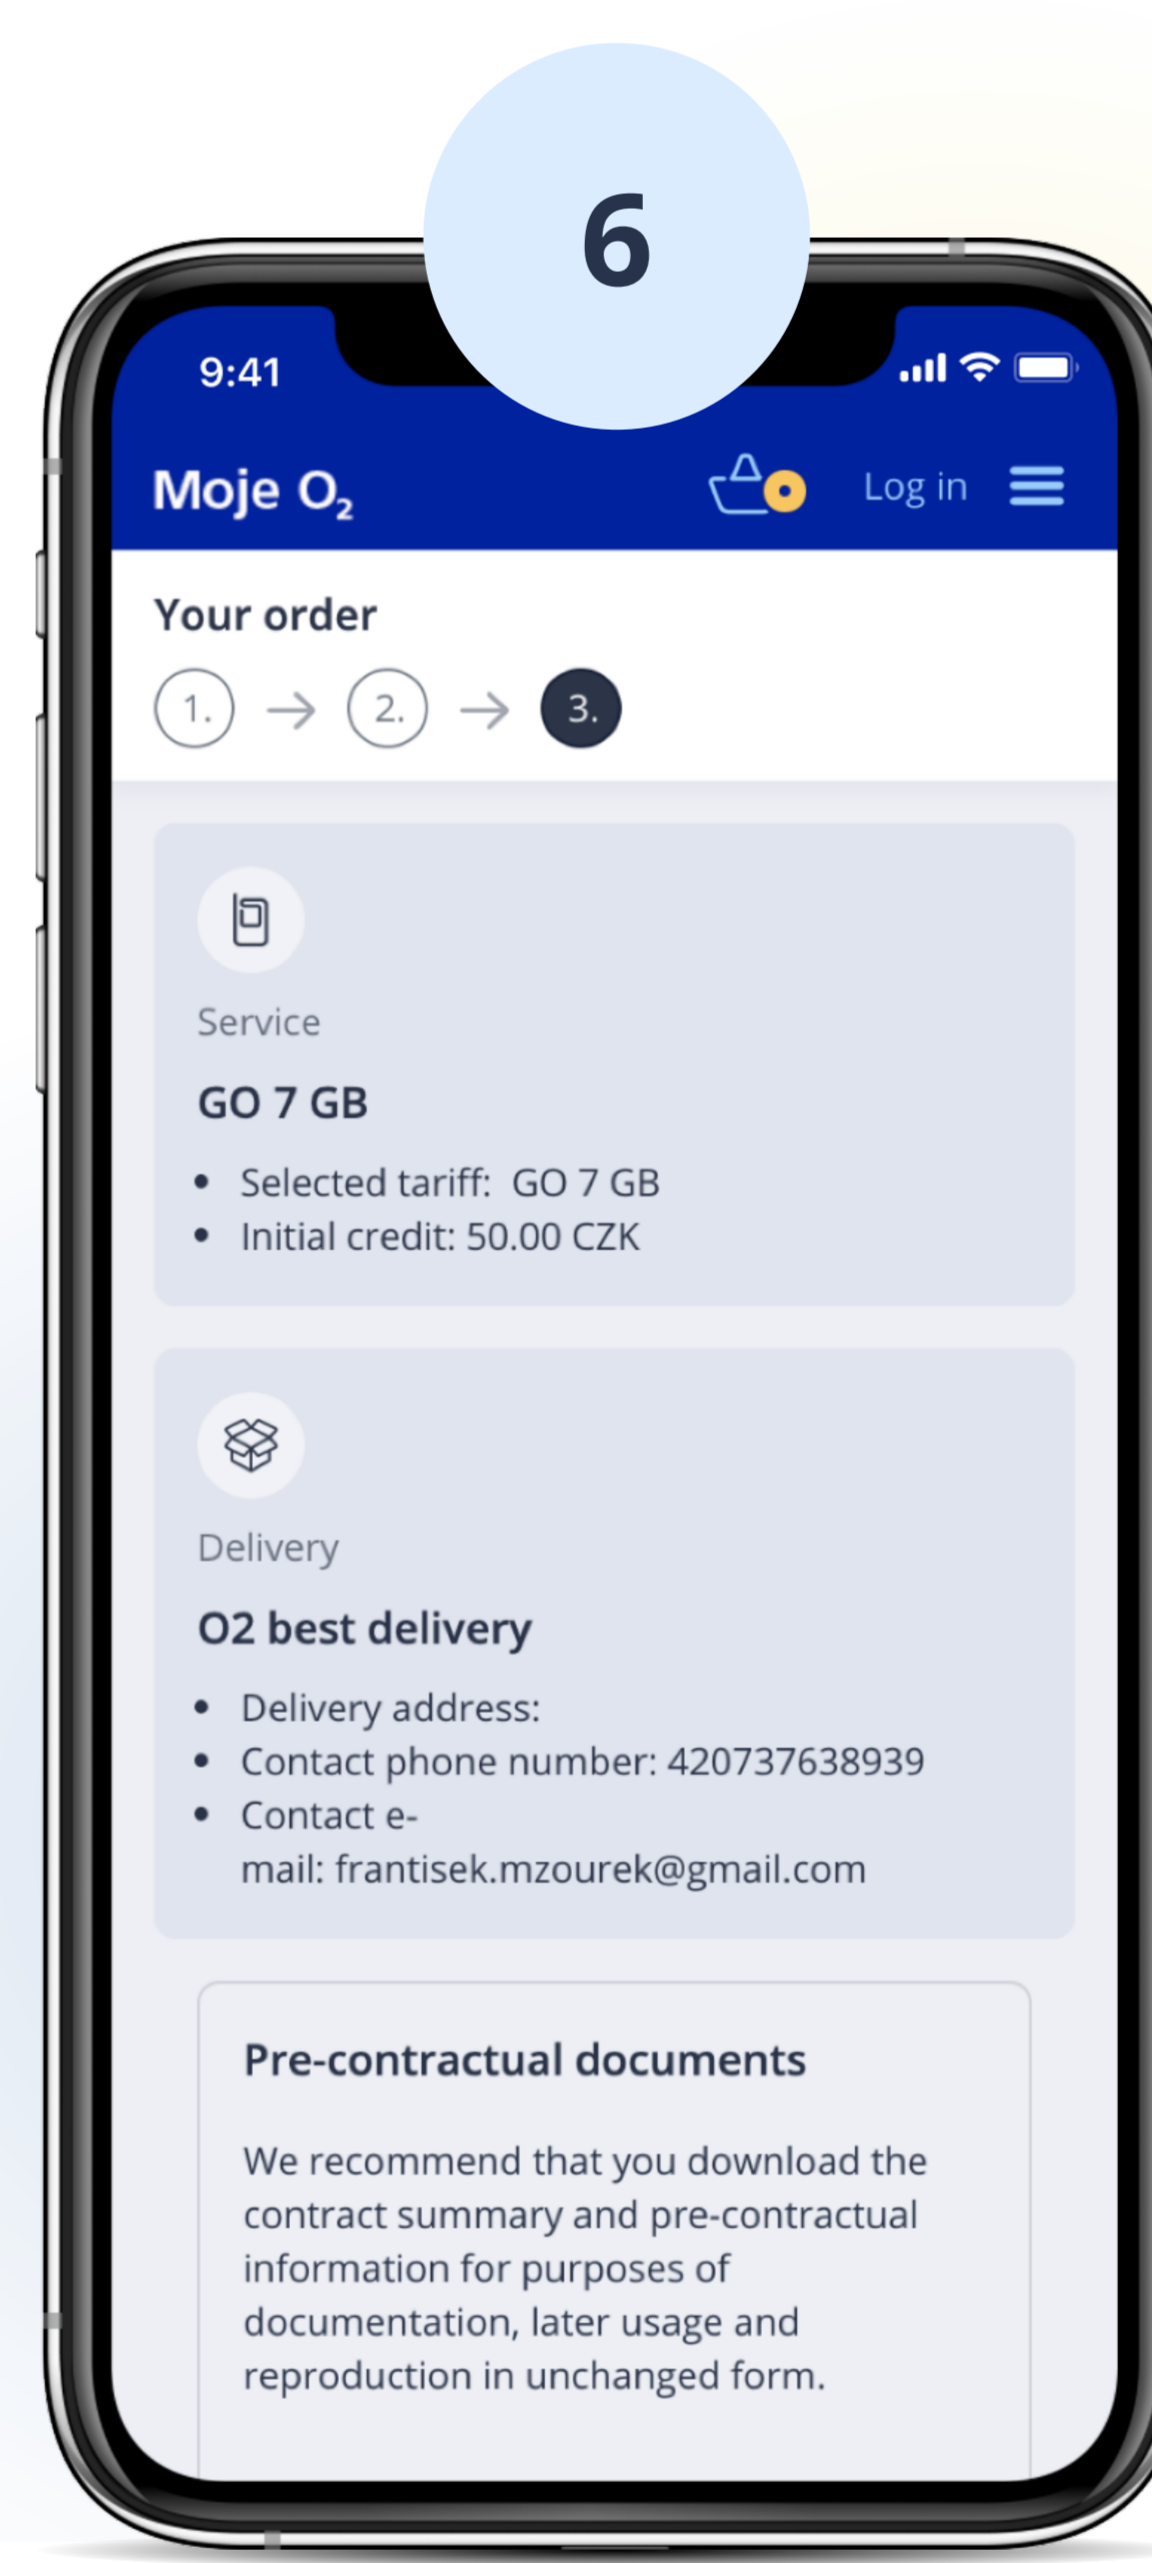 6
9:41
Moje O₂
Log in
Your order
1.
2.
3.
Service
GO 7 GB
• Selected tariff: GO 7 GB
• Initial credit: 50.00 CZK
Delivery
O2 best delivery
• Delivery address:
• Contact phone number: 420737638939
• Contact e-
mail: frantisek.mzourek@gmail.com
Pre-contractual documents
We recommend that you download the
contract summary and pre-contractual
information for purposes of
documentation, later usage and
reproduction in unchanged form.